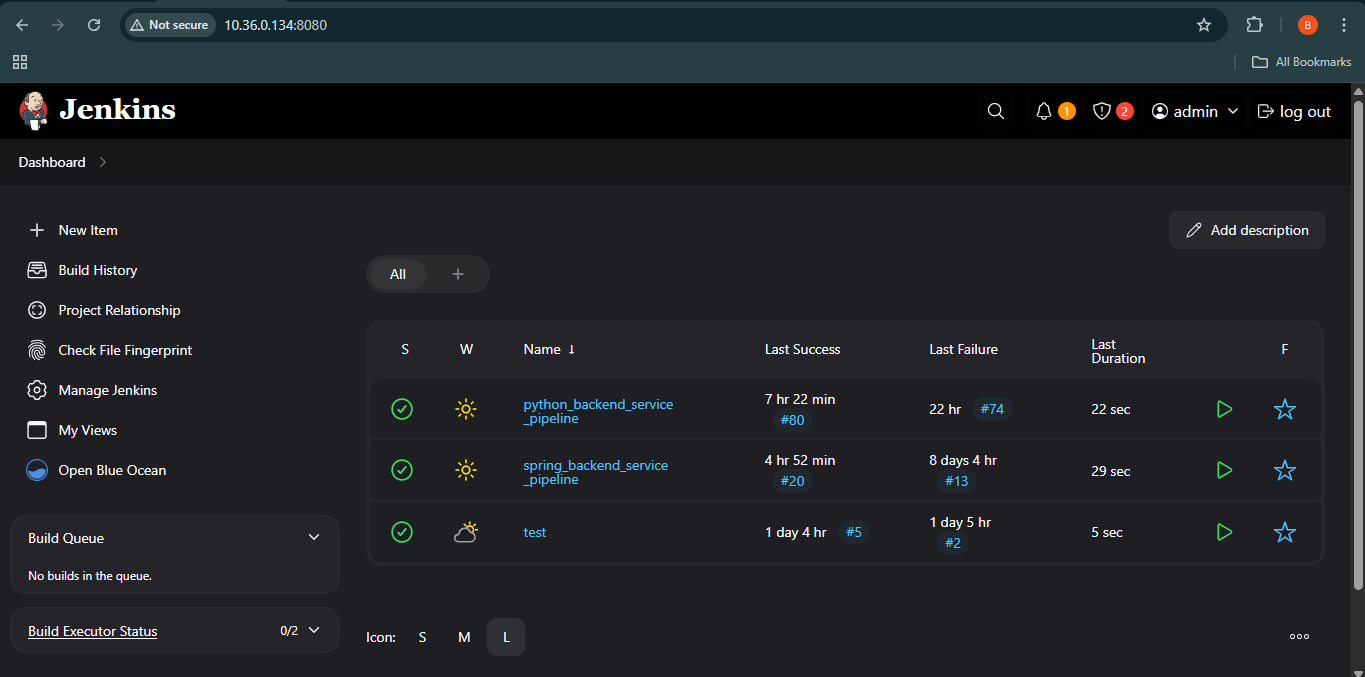 Not secure 10.36.0.134:8080 B
All Bookmarks
Jenkins 1 2 admin log out
Dashboard
New Item
Build History
Project Relationship
Check File Fingerprint
Manage Jenkins
My Views
Open Blue Ocean
Build Queue
No builds in the queue.
Build Executor Status 0/2
Add description
All +
S W Name ↓ Last Success Last Failure Last
Duration F
python_backend_service
_pipeline 7 hr 22 min
#80 22 hr #74 22 sec
spring_backend_service
_pipeline 4 hr 52 min
#20 8 days 4 hr
#13 29 sec
test 1 day 4 hr #5 1 day 5 hr
#2 5 sec
Icon: S M L